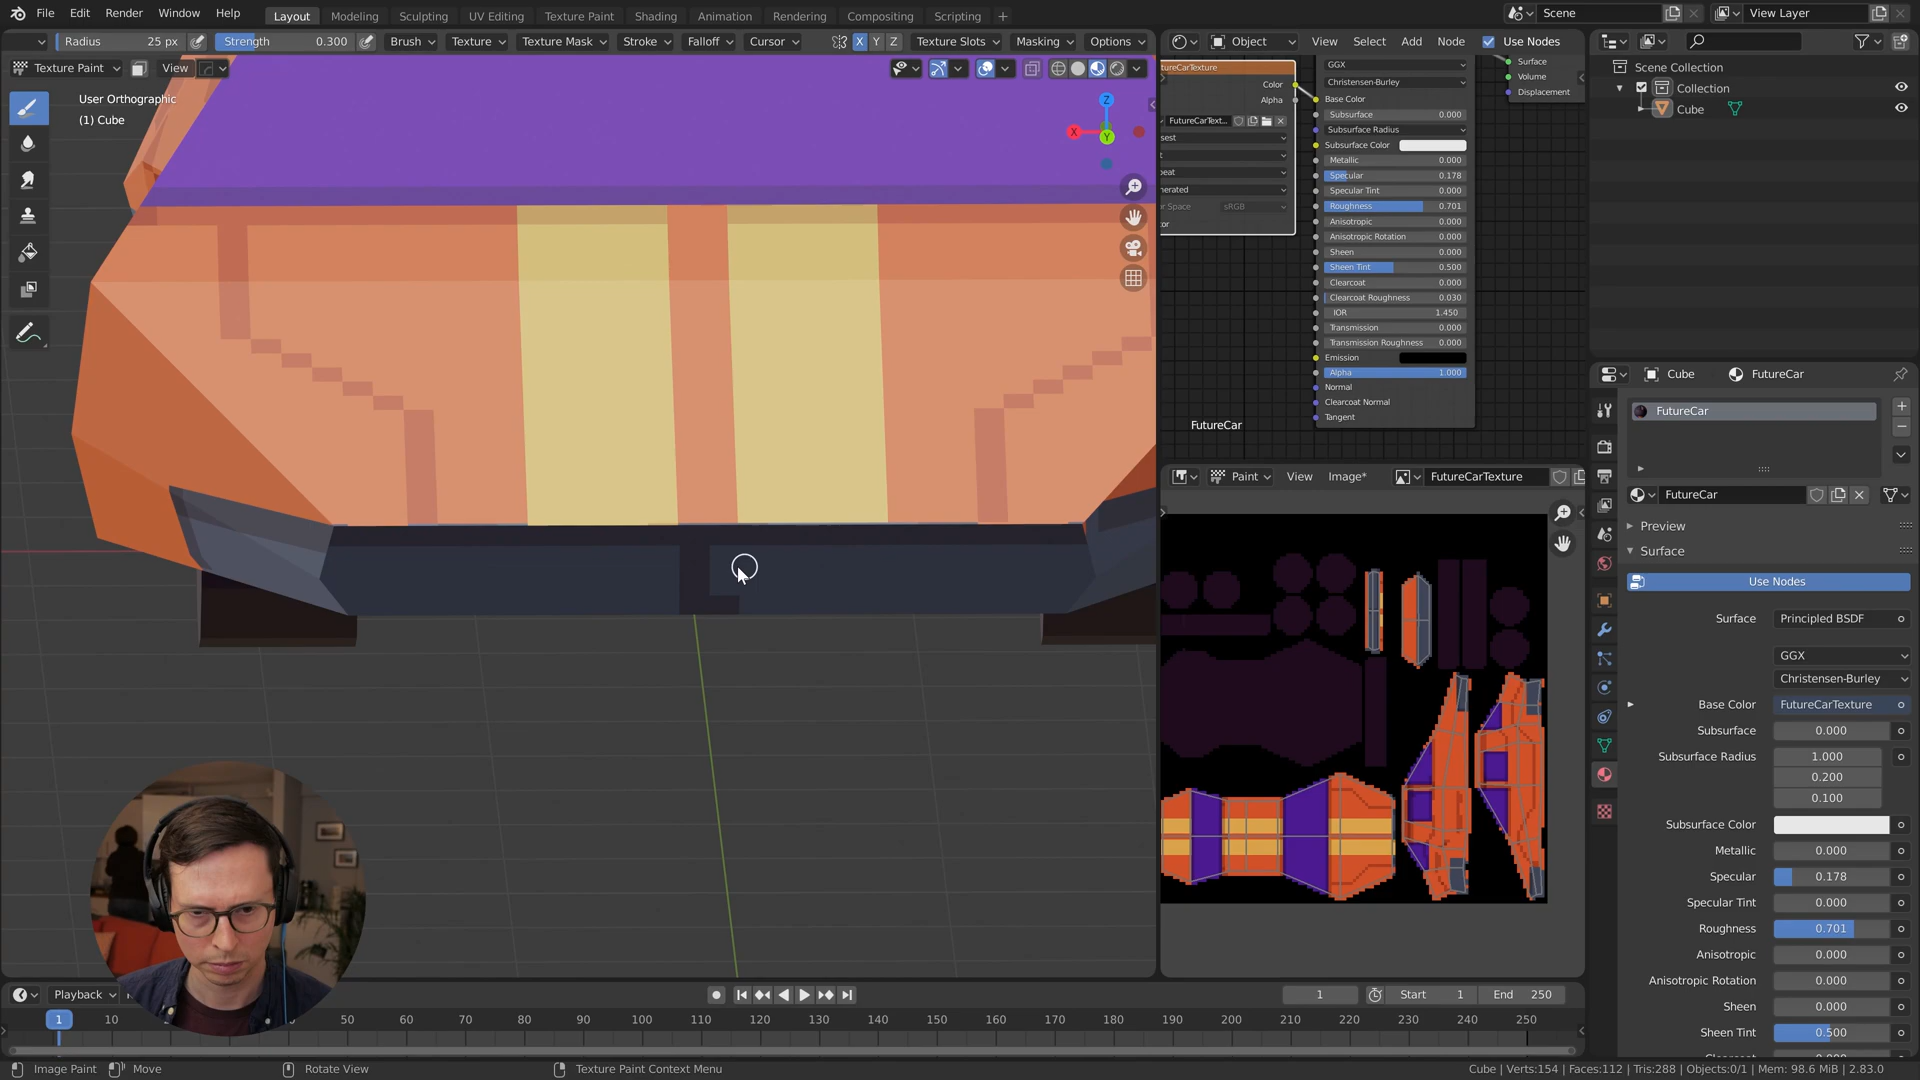 File Edit Render Window Help Layout Modeling Sculpting UV Editing Texture Paint Shading Animation Rendering Compositing Scripting + Scene View Layer
Radius 25 px Strength 0.300 Brush Texture Texture Mask Stroke Falloff Cursor X Y Z Texture Slots Masking Options
Object View Select Add Node Use Nodes
Texture Paint View
User Orthographic
(1) Cube
Z
X
Y
tureCarTexture
Color
Alpha
FutureCarText...
sest
t
eat
nerated
r Space sRGB
or
GGX
Christensen-Burley
Base Color
Subsurface 0.000
Subsurface Radius
Subsurface Color
Metallic 0.000
Specular 0.178
Specular Tint 0.000
Roughness 0.701
Anisotropic 0.000
Anisotropic Rotation 0.000
Sheen 0.000
Sheen Tint 0.500
Clearcoat 0.000
Clearcoat Roughness 0.030
IOR 1.450
Transmission 0.000
Transmission Roughness 0.000
Emission
Alpha 1.000
Normal
Clearcoat Normal
Tangent
Surface
Volume
Displacement
FutureCar
Paint View Image* FutureCarTexture
Scene Collection
Collection
Cube
Cube FutureCar
FutureCar
FutureCar
Preview
Surface
Use Nodes
Surface Principled BSDF
GGX
Christensen-Burley
Base Color FutureCarTexture
Subsurface 0.000
Subsurface Radius 1.000
0.200
0.100
Subsurface Color
Metallic 0.000
Specular 0.178
Specular Tint 0.000
Roughness 0.701
Anisotropic 0.000
Anisotropic Rotation 0.000
Sheen 0.000
Sheen Tint 0.500
Playback 1 Start 1 End 250
1 10 50 60 70 80 90 100 110 120 130 140 150 160 170 180 190 200 210 220 230 240 250
Image Paint Move Rotate View Texture Paint Context Menu Cube | Verts:154 | Faces:112 | Tris:288 | Objects:0/1 | Mem: 98.6 MiB | 2.83.0